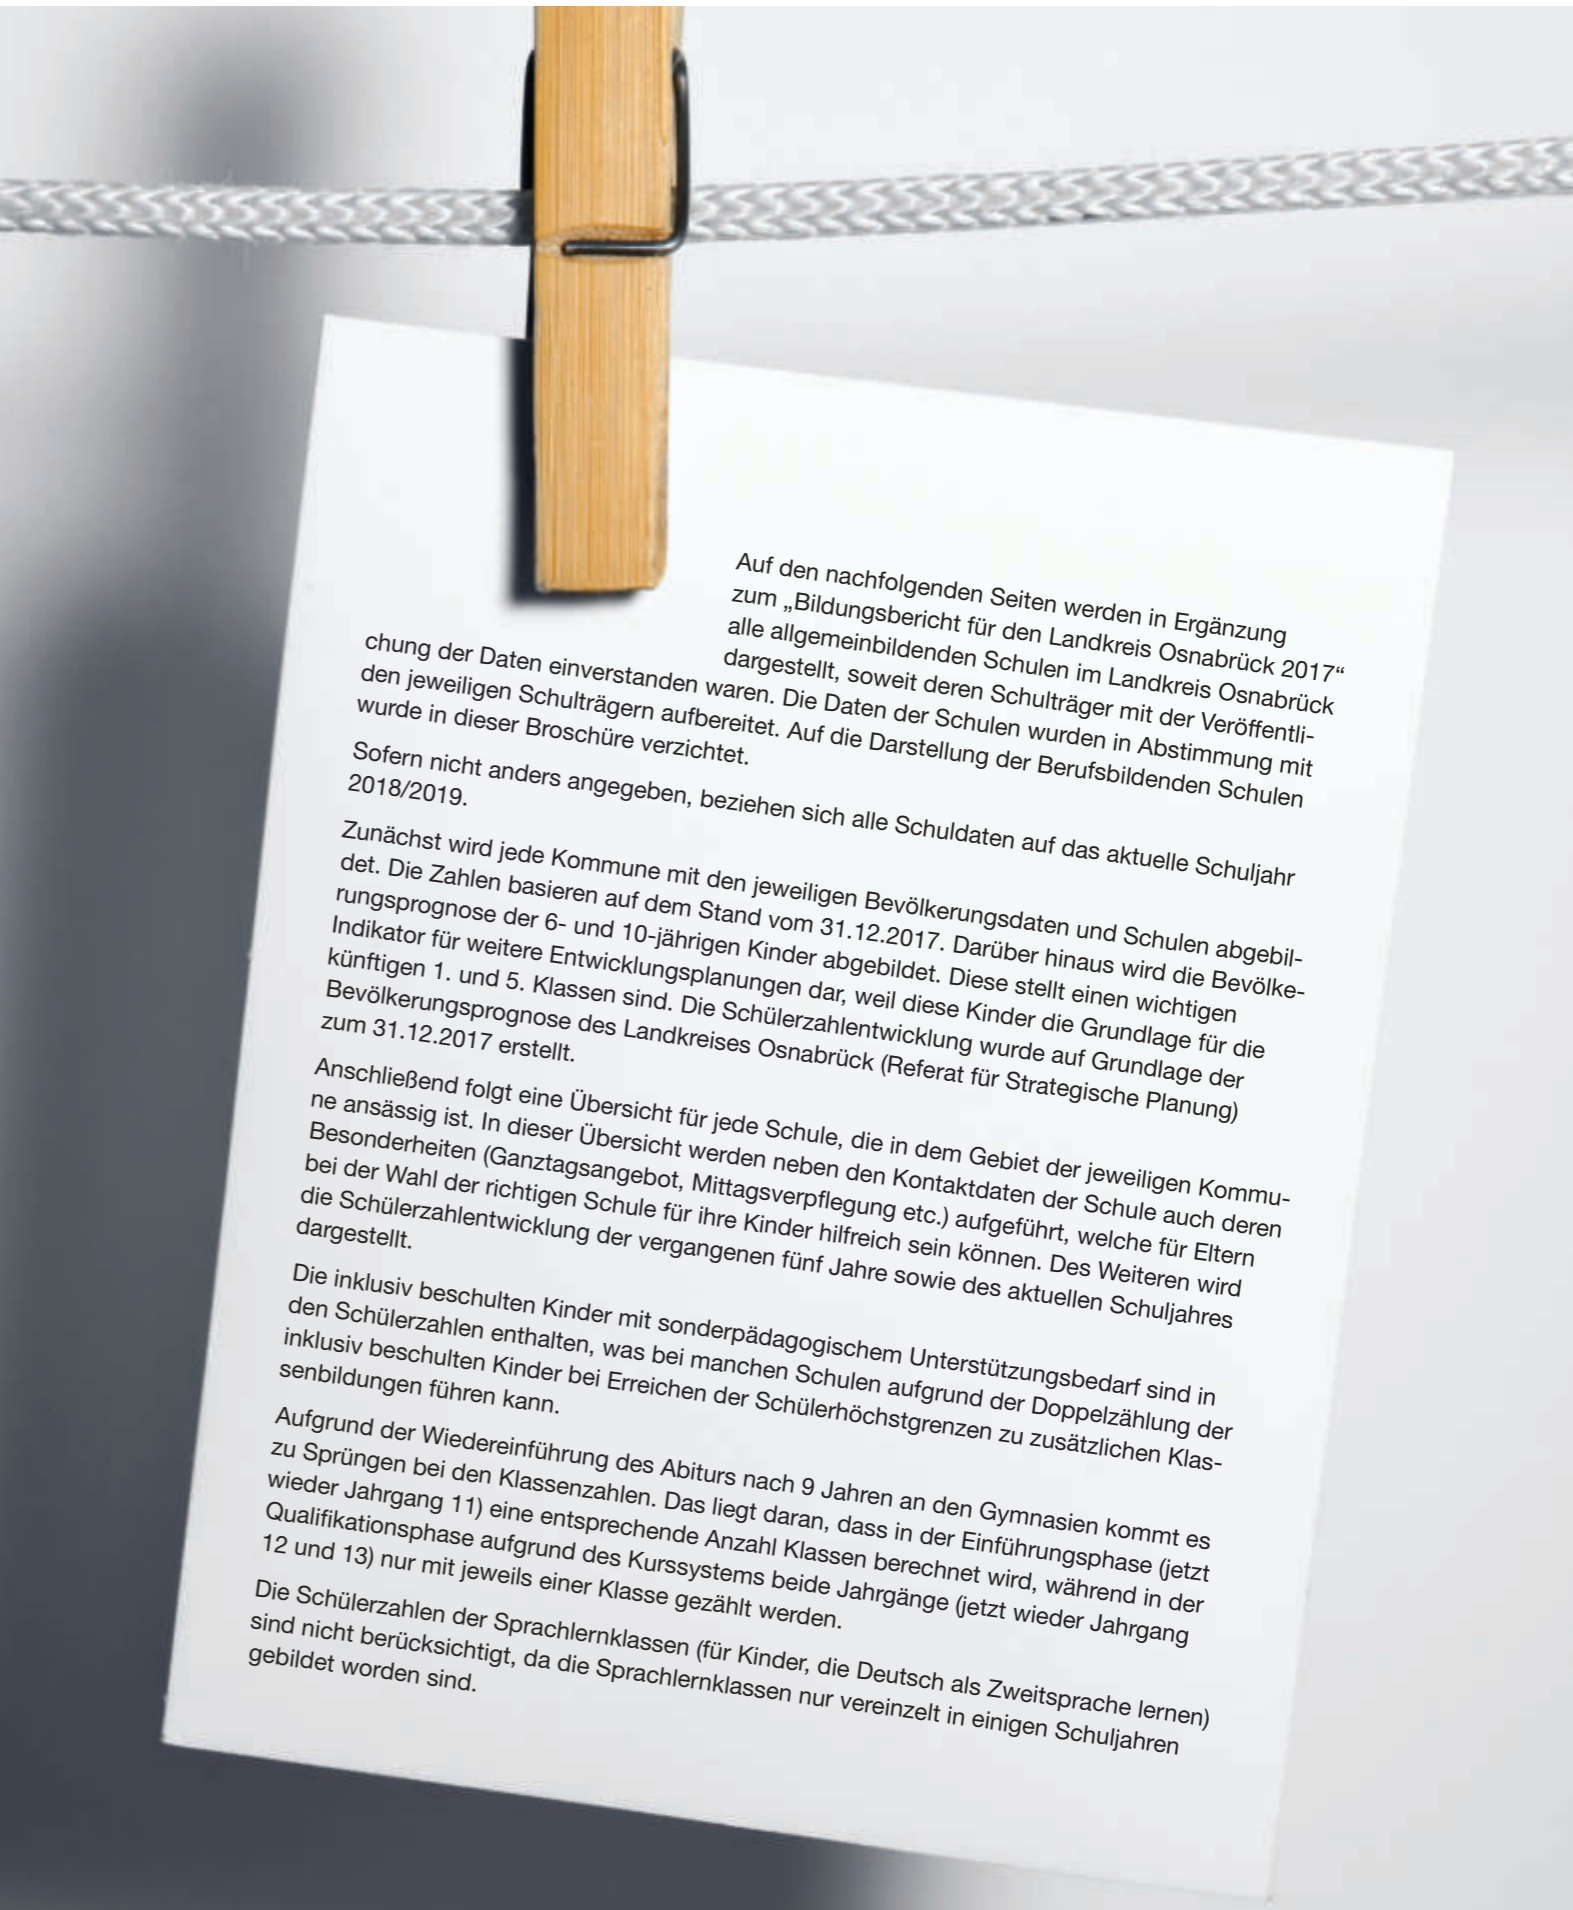 Auf den nachfolgenden Seiten werden in Ergänzung
zum „Bildungsbericht für den Landkreis Osnabrück 2017“
alle allgemeinbildenden Schulen im Landkreis Osnabrück
dargestellt, soweit deren Schulträger mit der Veröffentli-
chung der Daten einverstanden waren. Die Daten der Schulen wurden in Abstimmung mit
den jeweiligen Schulträgern aufbereitet. Auf die Darstellung der Berufsbildenden Schulen
wurde in dieser Broschüre verzichtet.
Sofern nicht anders angegeben, beziehen sich alle Schuldaten auf das aktuelle Schuljahr
2018/2019.
Zunächst wird jede Kommune mit den jeweiligen Bevölkerungsdaten und Schulen abgebil-
det. Die Zahlen basieren auf dem Stand vom 31.12.2017. Darüber hinaus wird die Bevölke-
rungsprognose der 6- und 10-jährigen Kinder abgebildet. Diese stellt einen wichtigen
Indikator für weitere Entwicklungsplanungen dar, weil diese Kinder die Grundlage für die
künftigen 1. und 5. Klassen sind. Die Schülerzahlentwicklung wurde auf Grundlage der
Bevölkerungsprognose des Landkreises Osnabrück (Referat für Strategische Planung)
zum 31.12.2017 erstellt.
Anschließend folgt eine Übersicht für jede Schule, die in dem Gebiet der jeweiligen Kommu-
ne ansässig ist. In dieser Übersicht werden neben den Kontaktdaten der Schule auch deren
Besonderheiten (Ganztagsangebot, Mittagsverpflegung etc.) aufgeführt, welche für Eltern
bei der Wahl der richtigen Schule für ihre Kinder hilfreich sein können. Des Weiteren wird
die Schülerzahlentwicklung der vergangenen fünf Jahre sowie des aktuellen Schuljahres
dargestellt.
Die inklusiv beschulten Kinder mit sonderpädagogischem Unterstützungsbedarf sind in
den Schülerzahlen enthalten, was bei manchen Schulen aufgrund der Doppelzählung der
inklusiv beschulten Kinder bei Erreichen der Schülerhöchstgrenzen zu zusätzlichen Klas-
senbildungen führen kann.
Aufgrund der Wiedereinführung des Abiturs nach 9 Jahren an den Gymnasien kommt es
zu Sprüngen bei den Klassenzahlen. Das liegt daran, dass in der Einführungsphase (jetzt
wieder Jahrgang 11) eine entsprechende Anzahl Klassen berechnet wird, während in der
Qualifikationsphase aufgrund des Kurssystems beide Jahrgänge (jetzt wieder Jahrgang
12 und 13) nur mit jeweils einer Klasse gezählt werden.
Die Schülerzahlen der Sprachlernklassen (für Kinder, die Deutsch als Zweitsprache lernen)
sind nicht berücksichtigt, da die Sprachlernklassen nur vereinzelt in einigen Schuljahren
gebildet worden sind.